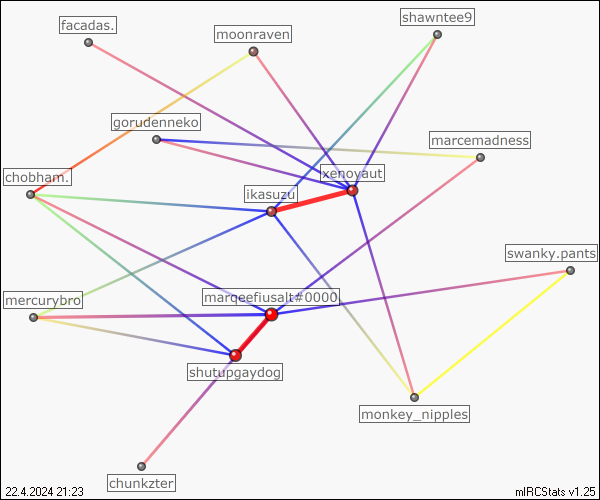 facadas.
moonraven
shawntee9
gorudenneko
marcemadness
chobham.
xenoyaut
ikasuzu
swanky.pants
mercurybro
marqeefiusalt#0000
shutupgaydog
monkey_nipples
chunkzter
22.4.2024 21:23
mIRCStats v1.25